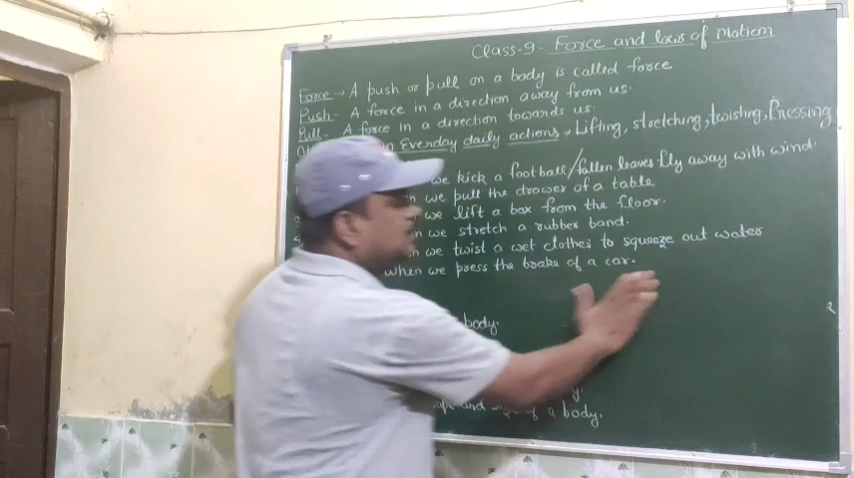 Class-9 - Force and laws of Motion
Force → A push or pull on a body is called force
Push- A force in a direction away from us.
Pull- A force in a direction towards us.
in Everyday daily actions → Lifting, stretching, twisting, Pressing
we kick a football/fallen leaves fly away with wind.
we pull the drawer of a table
we lift a box from the floor.
we stretch a rubber band.
we twist a wet clothes to squeeze out water
when we press the brake of a car.
body.
and size of a body.